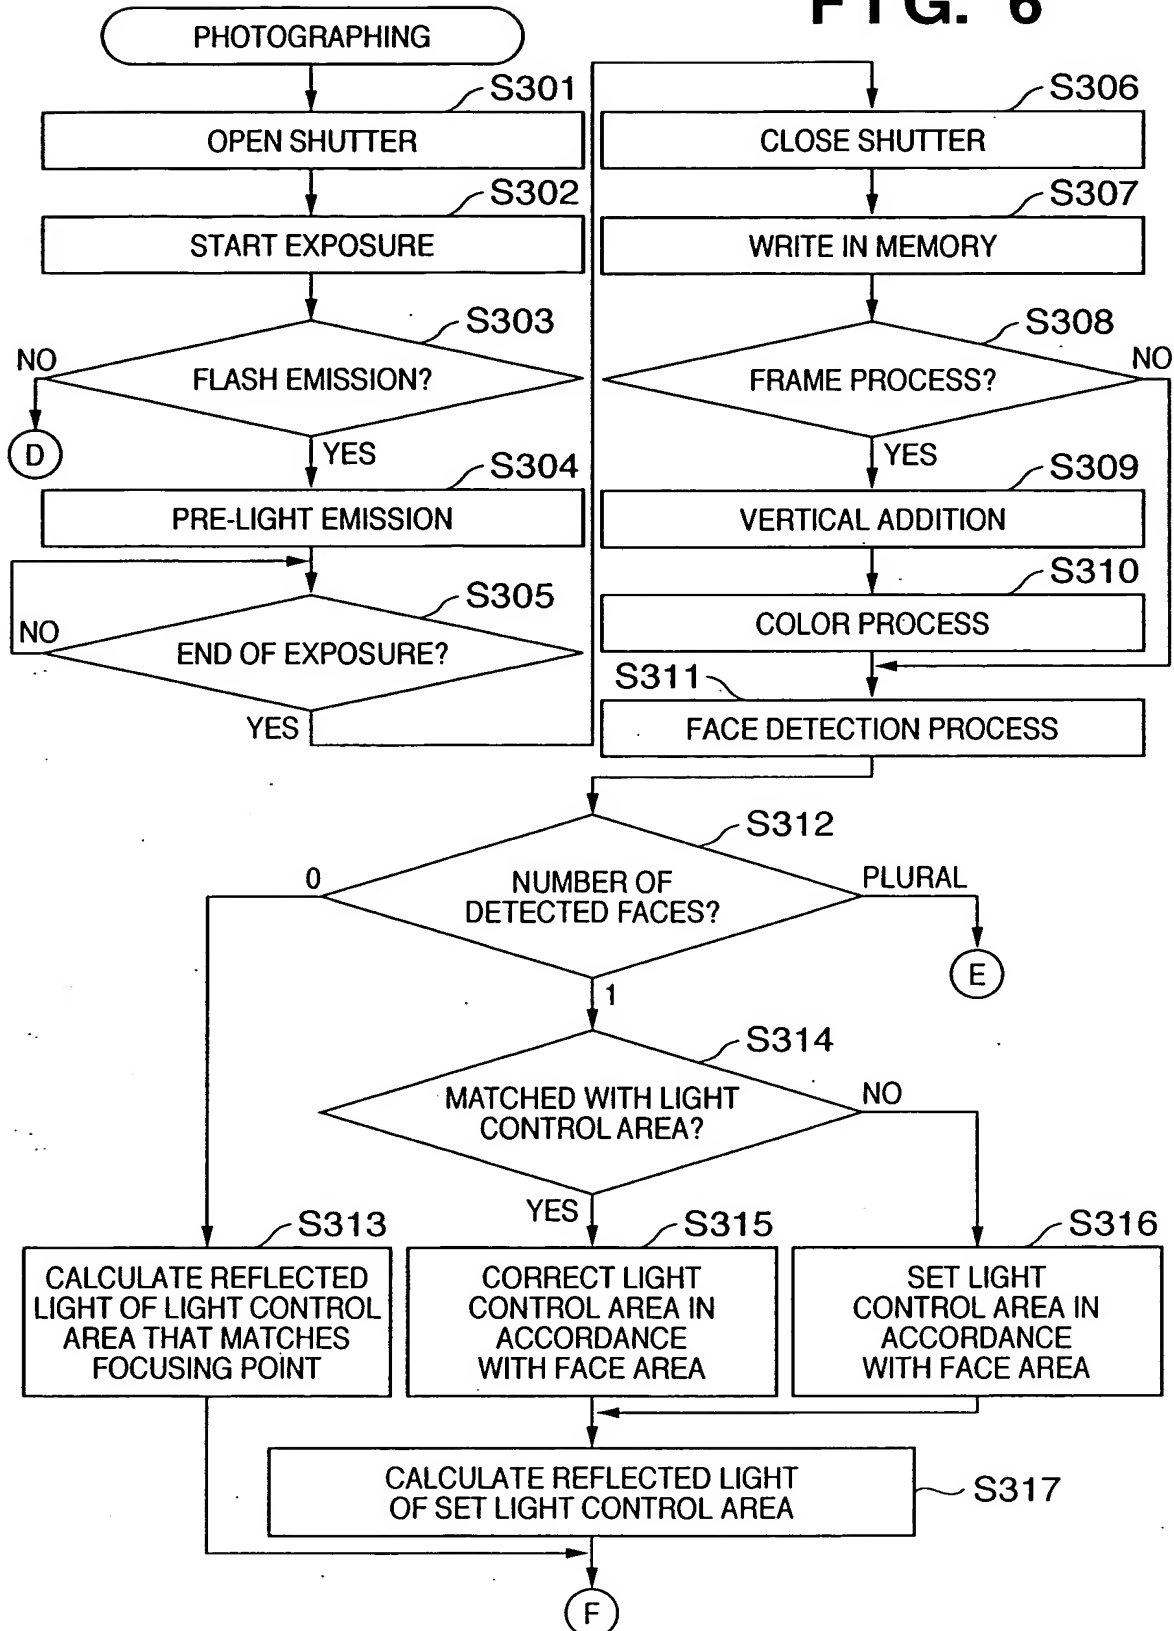 FIG. 6
PHOTOGRAPHING
S301
OPEN SHUTTER
S302
START EXPOSURE
S303
FLASH EMISSION?
NO
D
YES
S304
PRE-LIGHT EMISSION
S305
END OF EXPOSURE?
NO
YES
S306
CLOSE SHUTTER
S307
WRITE IN MEMORY
S308
FRAME PROCESS?
NO
YES
S309
VERTICAL ADDITION
S310
COLOR PROCESS
S311
FACE DETECTION PROCESS
S312
NUMBER OF
DETECTED FACES?
0
PLURAL
E
1
S314
MATCHED WITH LIGHT
CONTROL AREA?
NO
YES
S313
CALCULATE REFLECTED
LIGHT OF LIGHT CONTROL
AREA THAT MATCHES
FOCUSING POINT
S315
CORRECT LIGHT
CONTROL AREA IN
ACCORDANCE
WITH FACE AREA
S316
SET LIGHT
CONTROL AREA IN
ACCORDANCE
WITH FACE AREA
CALCULATE REFLECTED LIGHT
OF SET LIGHT CONTROL AREA
S317
F